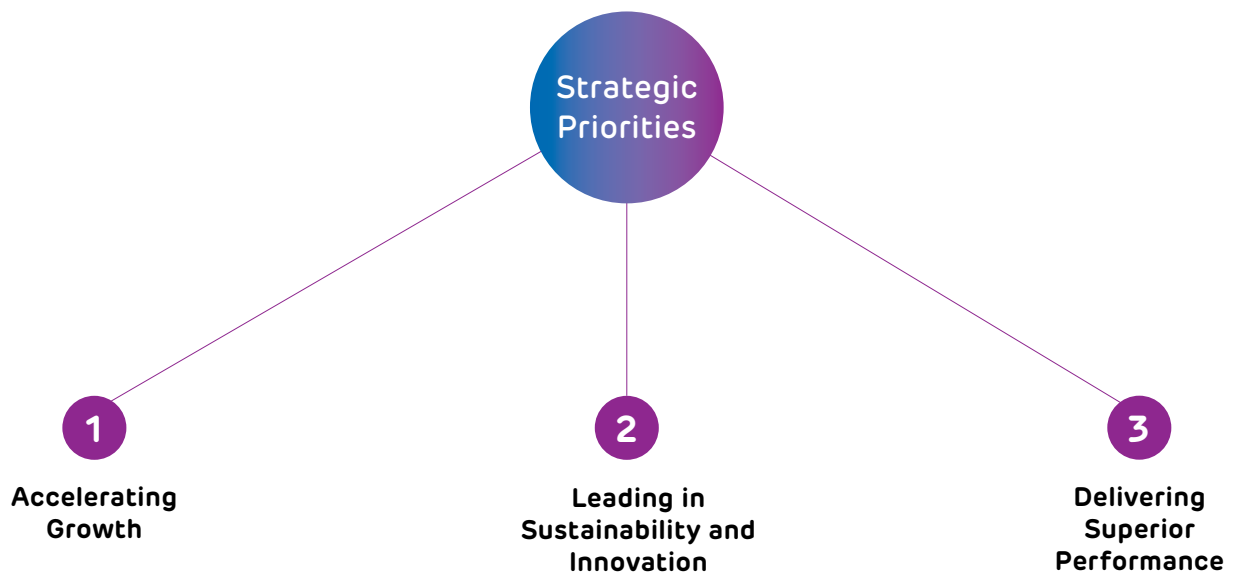 Strategic
Priorities
1
Accelerating
Growth
2
Leading in
Sustainability and
Innovation
3
Delivering
Superior
Performance